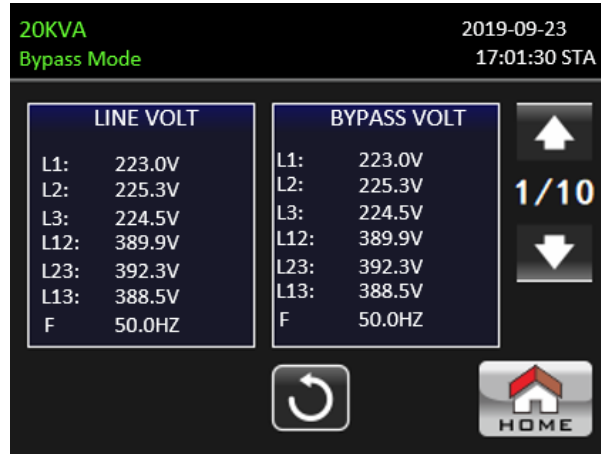 20KVA
2019-09-23
Bypass Mode
17:01:30 STA
LINE VOLT
L1: 223.0V
L2: 225.3V
L3: 224.5V
L12: 389.9V
L23: 392.3V
L13: 388.5V
F 50.0HZ
BYPASS VOLT
L1: 223.0V
L2: 225.3V
L3: 224.5V
L12: 389.9V
L23: 392.3V
L13: 388.5V
F 50.0HZ
1/10
HOME